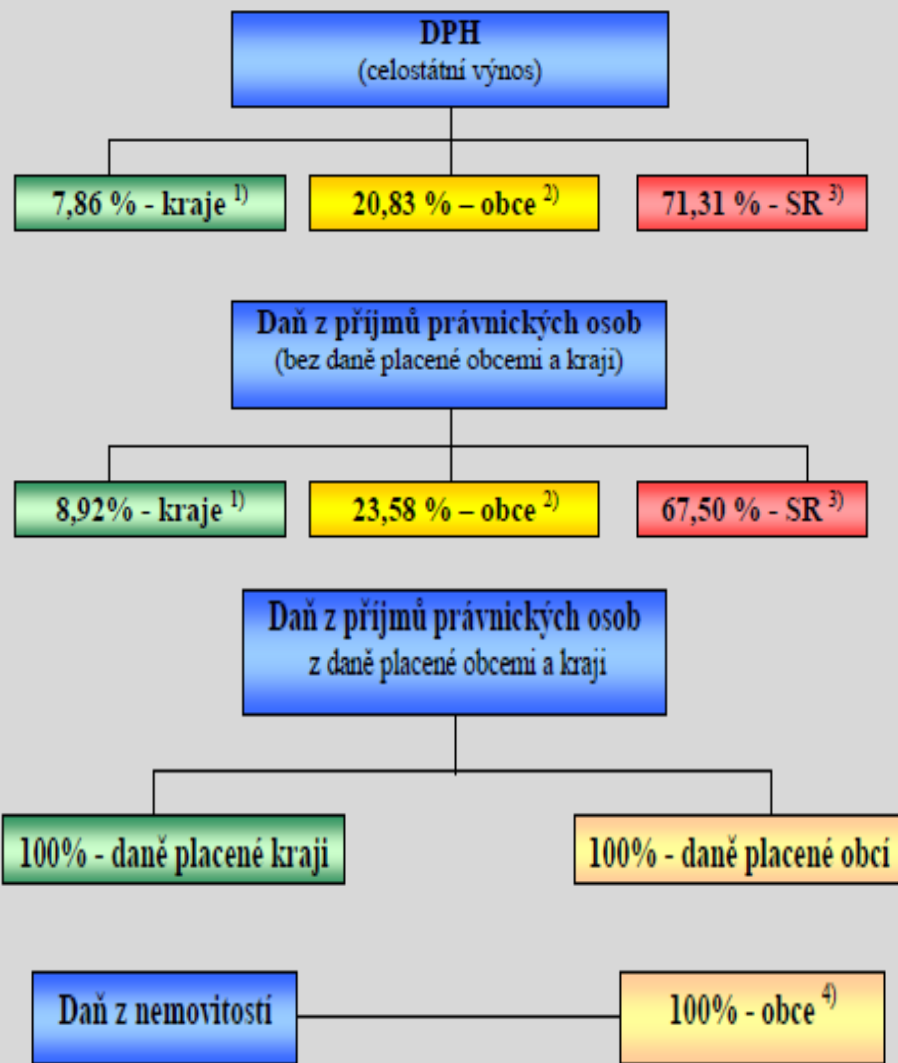 DPH
(celostátní výnos)
7,86 % - kraje 1)
20,83 % – obce 2)
71,31 % - SR 3)
Daň z příjmů právnických osob
(bez daně placené obcemi a kraji)
8,92% - kraje 1)
23,58 % – obce 2)
67,50 % - SR 3)
Daň z příjmů právnických osob
z daně placené obcemi a kraji
100% - daně placené kraji
100% - daně placené obcí
Daň z nemovitostí
100% - obce 4)